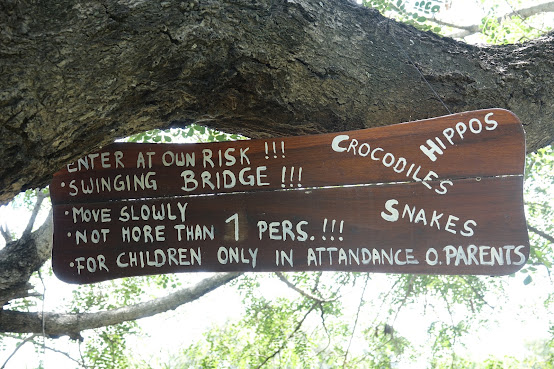 ENTER AT OWN RISK !!!
• SWINGING BRIDGE !!!
• MOVE SLOWLY
• NOT MORE THAN 1 PERS. !!!
• FOR CHILDREN ONLY IN ATTANDANCE O. PARENTS
HIPPOS
CROCODILES
SNAKES